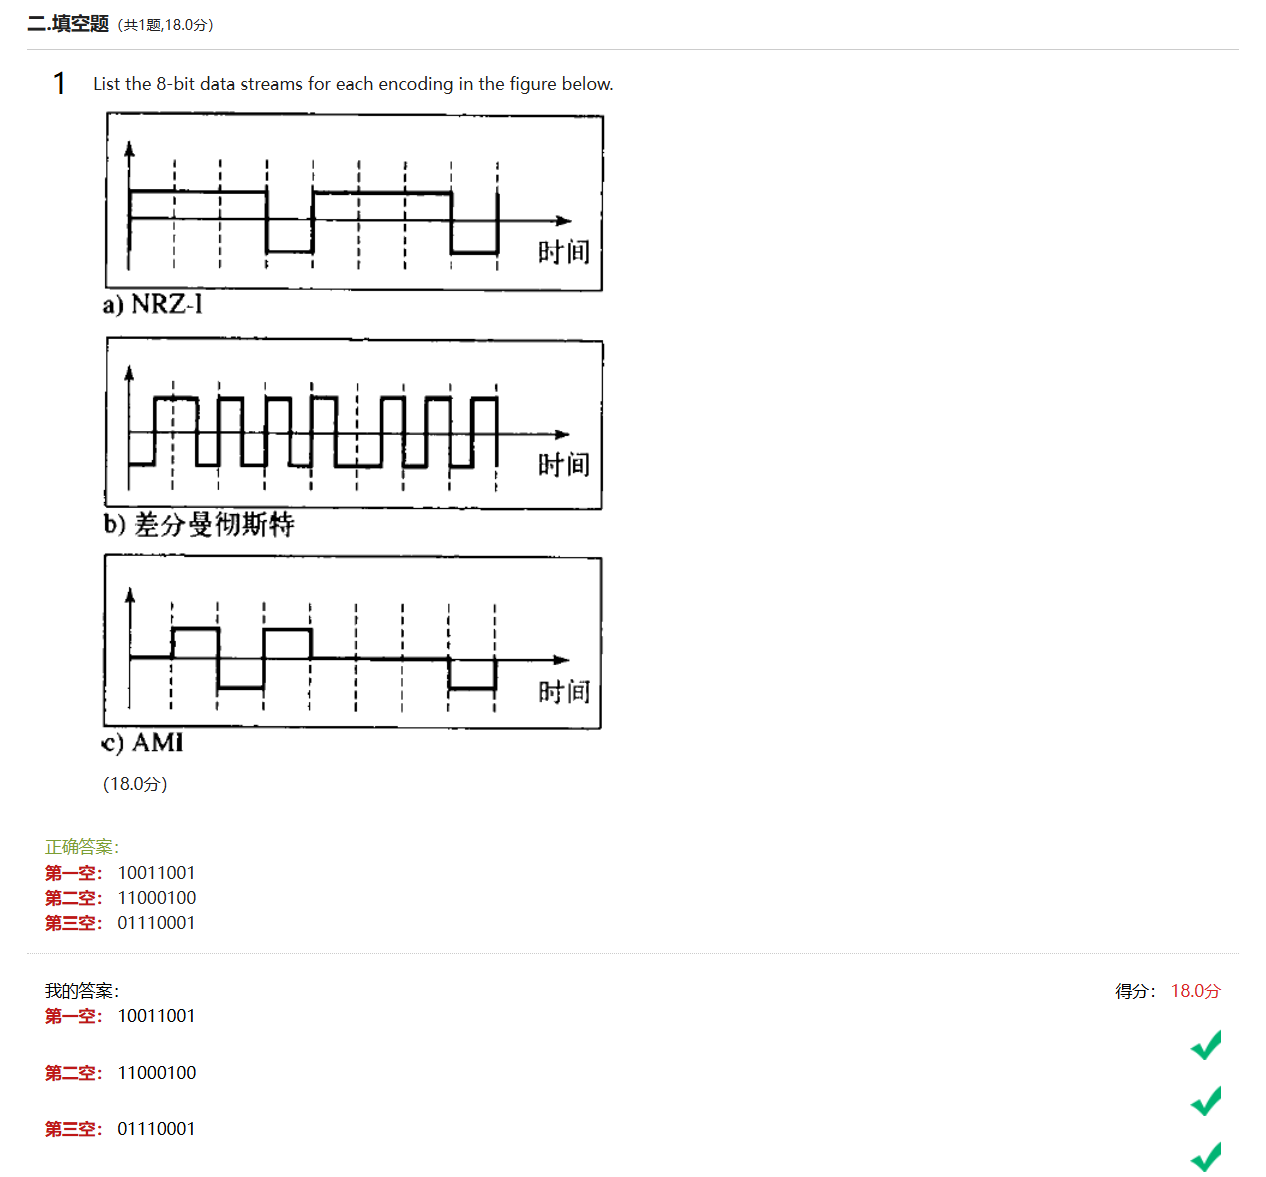 二.填空题 (共1题,18.0分)
1 List the 8-bit data streams for each encoding in the figure below.
时间
a) NRZ-I
时间
b) 差分曼彻斯特
时间
c) AMI
(18.0分)
正确答案:
第一空: 10011001
第二空: 11000100
第三空: 01110001
我的答案: 得分: 18.0分
第一空: 10011001
第二空: 11000100
第三空: 01110001